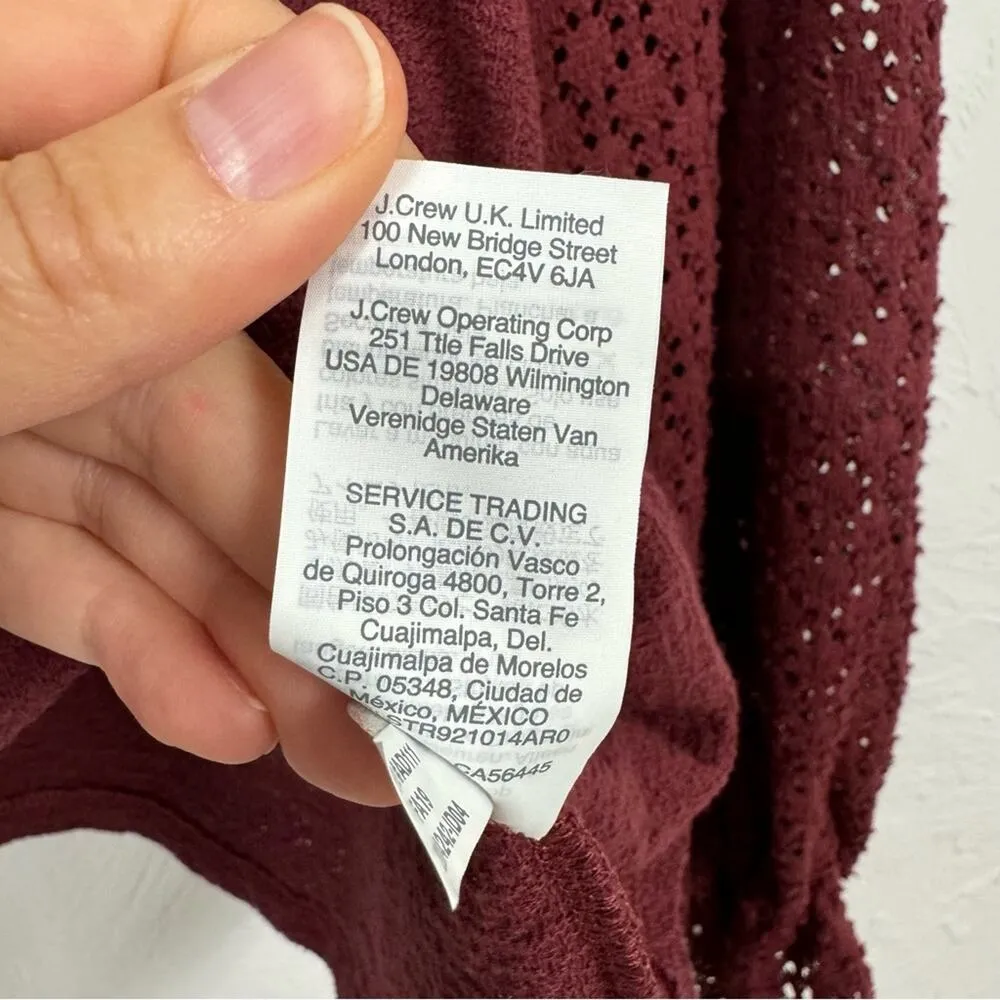 J.Crew U.K. Limited
100 New Bridge Street
London, EC4V 6JA
J.Crew Operating Corp
251 Ttle Falls Drive
USA DE 19808 Wilmington
Delaware
Verenidge Staten Van
Amerika
SERVICE TRADING
S.A. DE C.V.
Prolongación Vasco
de Quiroga 4800, Torre 2,
Piso 3 Col. Santa Fe
Cuajimalpa, Del.
Cuajimalpa de Morelos
C.P. 05348, Ciudad de
México, MÉXICO
STR921014AR0
CA56445